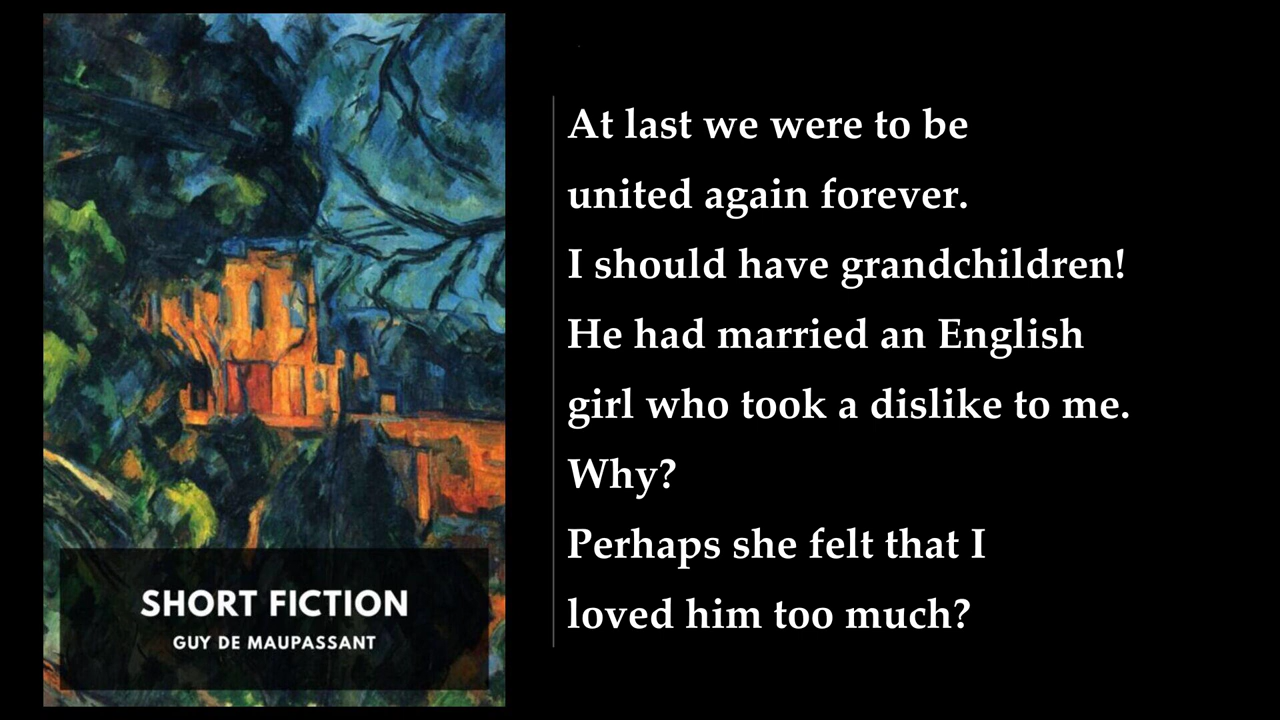 At last we were to be
united again forever.
I should have grandchildren!
He had married an English
girl who took a dislike to me.
Why?
Perhaps she felt that I
loved him too much?
SHORT FICTION
GUY DE MAUPASSANT